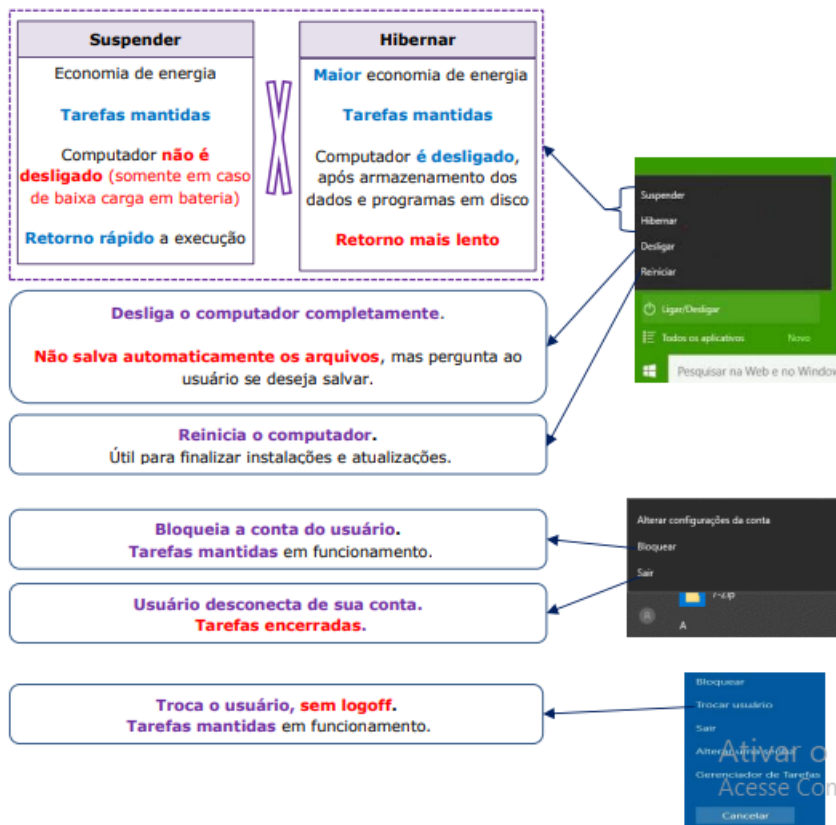 Suspender
Economia de energia
Tarefas mantidas
Computador não é
desligado (somente em caso
de baixa carga em bateria)
Retorno rápido a execução
Hibernar
Maior economia de energia
Tarefas mantidas
Computador é desligado,
após armazenamento dos
dados e programas em disco
Retorno mais lento
Suspender
Hibernar
Desligar
Reiniciar
Ligar/Desligar
Todos os aplicativos Novo
Pesquisar na Web e no Window
Desliga o computador completamente.
Não salva automaticamente os arquivos, mas pergunta ao
usuário se deseja salvar.
Reinicia o computador.
Útil para finalizar instalações e atualizações.
Bloqueia a conta do usuário.
Tarefas mantidas em funcionamento.
Usuário desconecta de sua conta.
Tarefas encerradas.
Alterar configurações da conta
Bloquear
Sair
7-Zip
A
Troca o usuário, sem logoff.
Tarefas mantidas em funcionamento.
Bloquear
Trocar usuário
Sair
Alterar uma senha
Gerenciador de Tarefas
Cancelar
Ativar o
Acesse Con